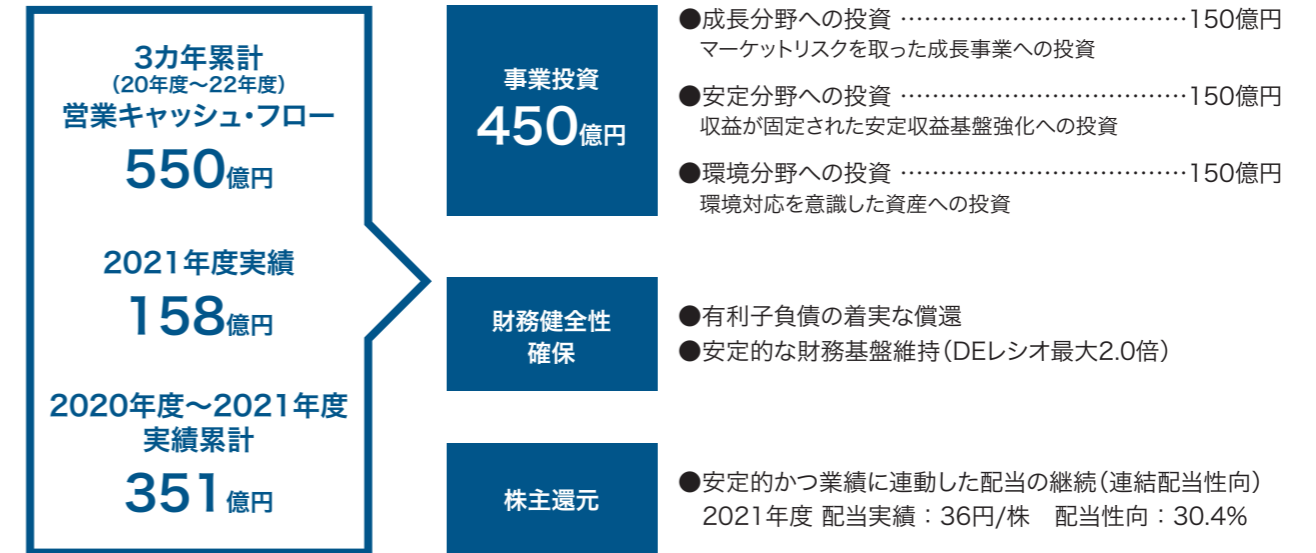 3カ年累計
（20年度～22年度）
営業キャッシュ・フロー
550億円
2021年度実績
158億円
2020年度～2021年度
実績累計
351億円
事業投資
450億円
●成長分野への投資 ……………………………………150億円
マーケットリスクを取った成長事業への投資
●安定分野への投資 ……………………………………150億円
収益が固定された安定収益基盤強化への投資
●環境分野への投資 ……………………………………150億円
環境対応を意識した資産への投資
財務健全性
確保
●有利子負債の着実な償還
●安定的な財務基盤維持（DEレシオ最大2.0倍）
株主還元
●安定的かつ業績に連動した配当の継続（連結配当性向）
2021年度 配当実績：36円/株　配当性向：30.4%